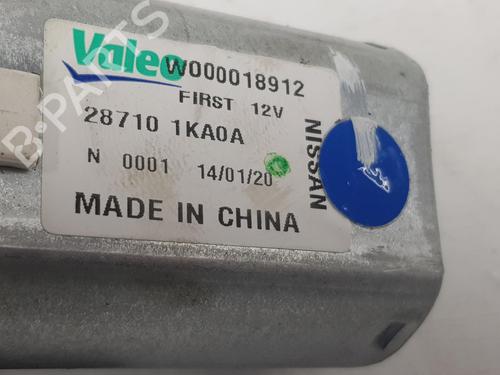 Valeo
W000018912
FIRST 12V
28710 1KA0A
N 0001 14/01/20
MADE IN CHINA
NISSAN
B-PARTS